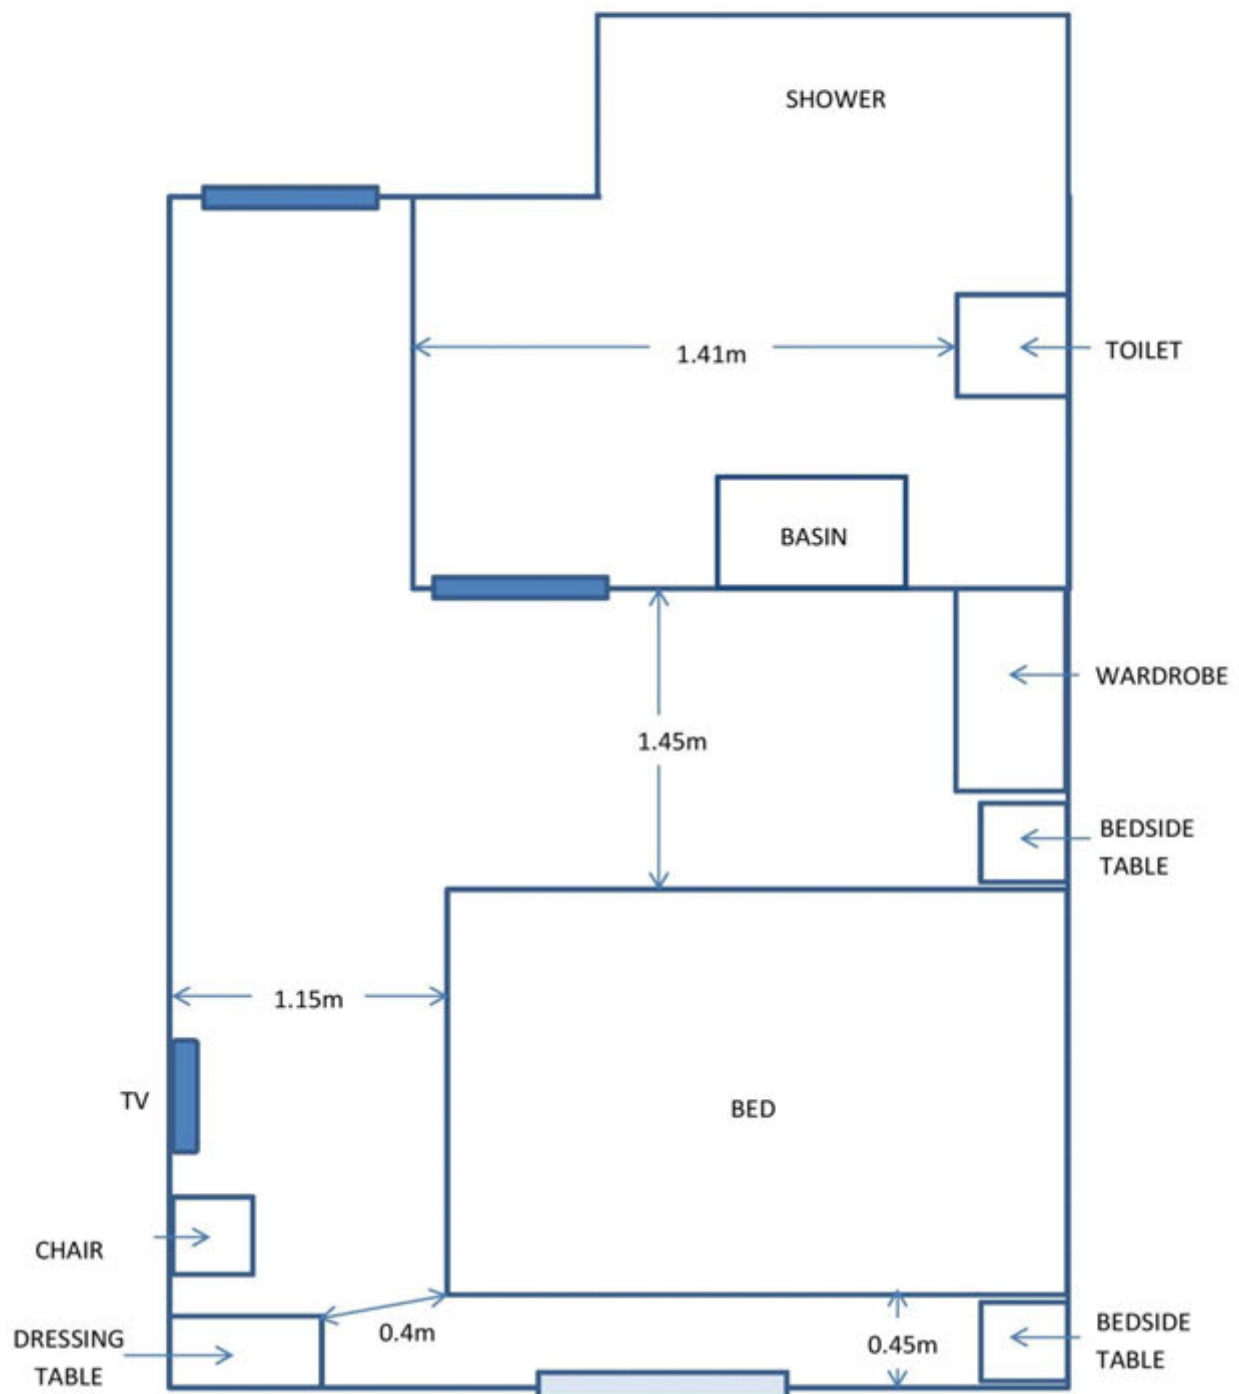 SHOWER
1.41m
TOILET
BASIN
WARDROBE
1.45m
BEDSIDE
TABLE
1.15m
TV
BED
CHAIR
0.4m
DRESSING
TABLE
0.45m
BEDSIDE
TABLE